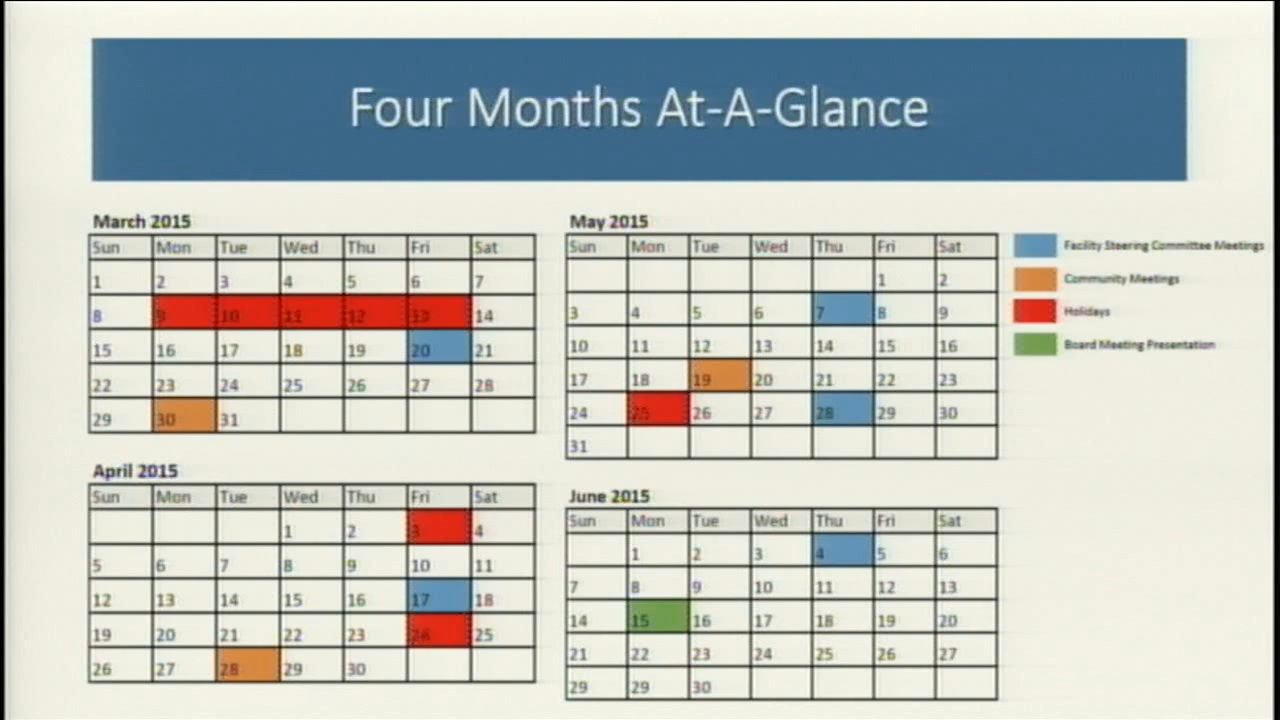 Four Months At-A-Glance
March 2015
Sun Mon Tue Wed Thu Fri Sat
1 2 3 4 5 6 7
8 9 10 11 12 13 14
15 16 17 18 19 20 21
22 23 24 25 26 27 28
29 30 31
April 2015
Sun Mon Tue Wed Thu Fri Sat
1 2 3 4
5 6 7 8 9 10 11
12 13 14 15 16 17 18
19 20 21 22 23 24 25
26 27 28 29 30
May 2015
Sun Mon Tue Wed Thu Fri Sat
1 2
3 4 5 6 7 8 9
10 11 12 13 14 15 16
17 18 19 20 21 22 23
24 25 26 27 28 29 30
31
June 2015
Sun Mon Tue Wed Thu Fri Sat
1 2 3 4 5 6
7 8 9 10 11 12 13
14 15 16 17 18 19 20
21 22 23 24 25 26 27
29 29 30
Facility Steering Committee Meetings
Community Meetings
Holidays
Board Meeting Presentation